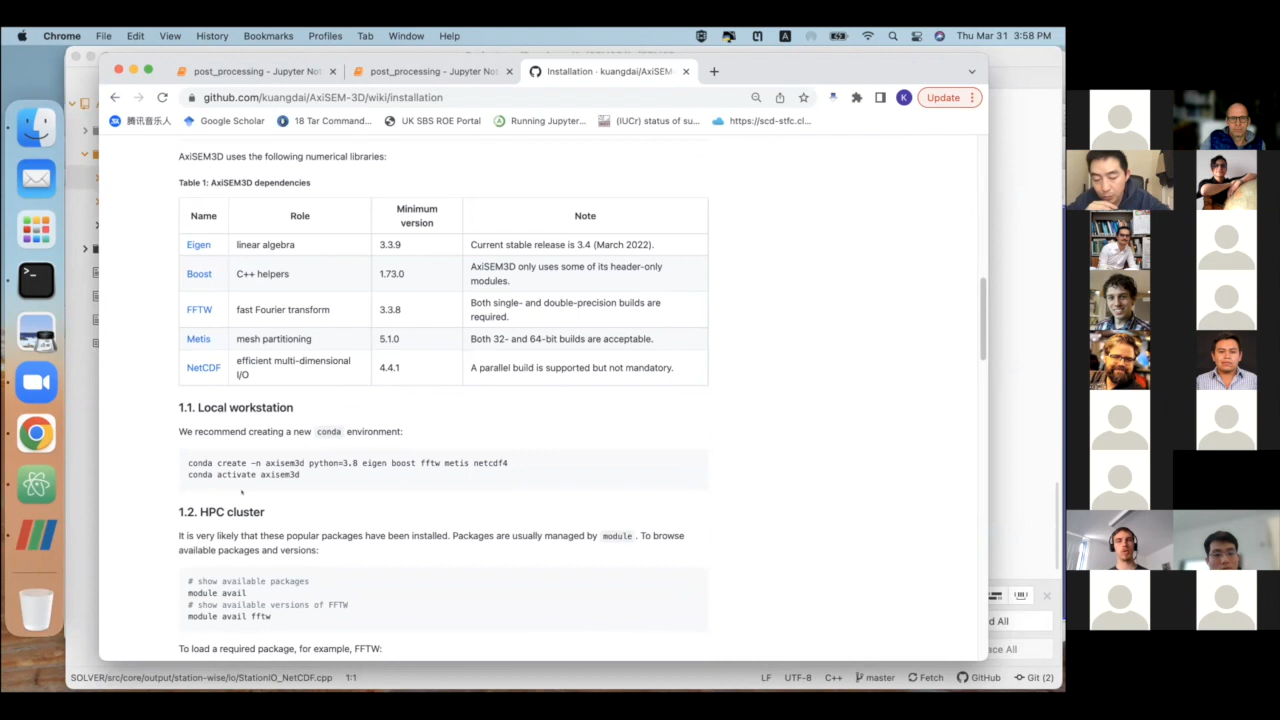 Chrome File Edit View History Bookmarks Profiles Tab Window Help Thu Mar 31 3:58 PM
post_processing - Jupyter Not × post_processing - Jupyter Not × Installation · kuangdai/AxiSEM ×
github.com/kuangdai/AxiSEM-3D/wiki/installation K Update
腾讯音乐人 Google Scholar 18 Tar Command... UK SBS ROE Portal Running Jupyter... (IUCr) status of su... https://scd-stfc.cl...
AxiSEM3D uses the following numerical libraries:
Table 1: AxiSEM3D dependencies
Name Role Minimum version Note
Eigen linear algebra 3.3.9 Current stable release is 3.4 (March 2022).
Boost C++ helpers 1.73.0 AxiSEM3D only uses some of its header-only modules.
FFTW fast Fourier transform 3.3.8 Both single- and double-precision builds are required.
Metis mesh partitioning 5.1.0 Both 32- and 64-bit builds are acceptable.
NetCDF efficient multi-dimensional I/O 4.4.1 A parallel build is supported but not mandatory.
1.1. Local workstation
We recommend creating a new conda environment:
conda create -n axisem3d python=3.8 eigen boost fftw metis netcdf4
conda activate axisem3d
1.2. HPC cluster
It is very likely that these popular packages have been installed. Packages are usually managed by module. To browse
available packages and versions:
# show available packages
module avail
# show available versions of FFTW
module avail fftw
To load a required package, for example, FFTW:
d All
ace All
SOLVER/src/core/output/station-wise/io/StationIO_NetCDF.cpp 1:1 LF UTF-8 C++ master Fetch GitHub Git (2)